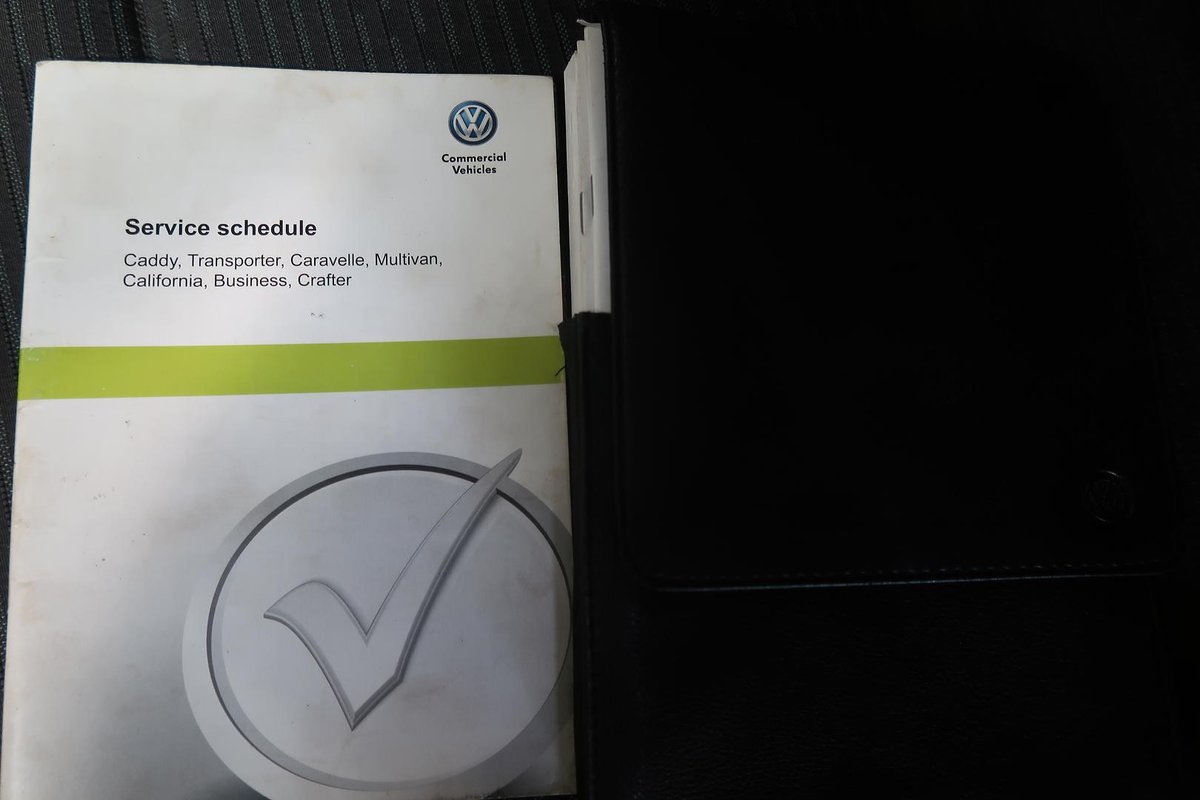 Commercial
Vehicles
Service schedule
Caddy, Transporter, Caravelle, Multivan,
California, Business, Crafter